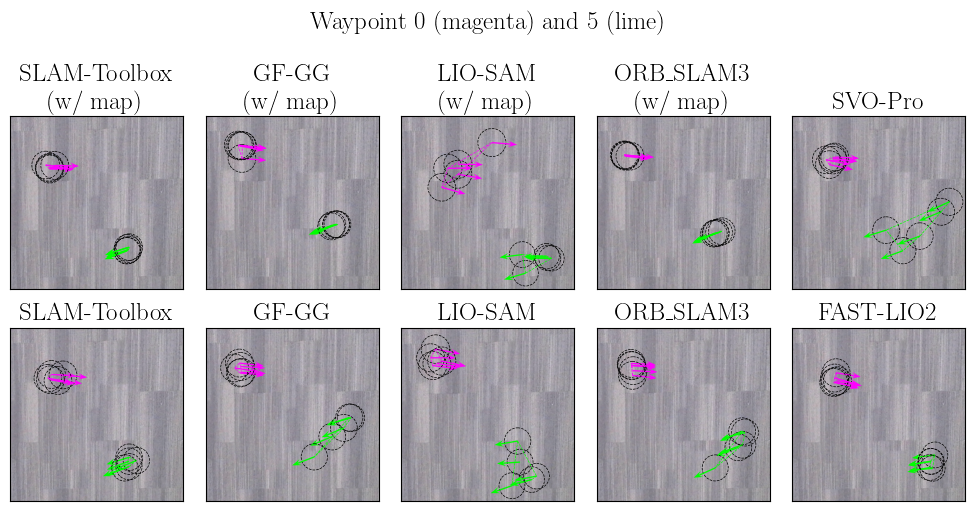 Waypoint 0 (magenta) and 5 (lime)
SLAM-Toolbox
(w/ map)
GF-GG
(w/ map)
LIO-SAM
(w/ map)
ORB_SLAM3
(w/ map)
SVO-Pro
SLAM-Toolbox
GF-GG
LIO-SAM
ORB_SLAM3
FAST-LIO2